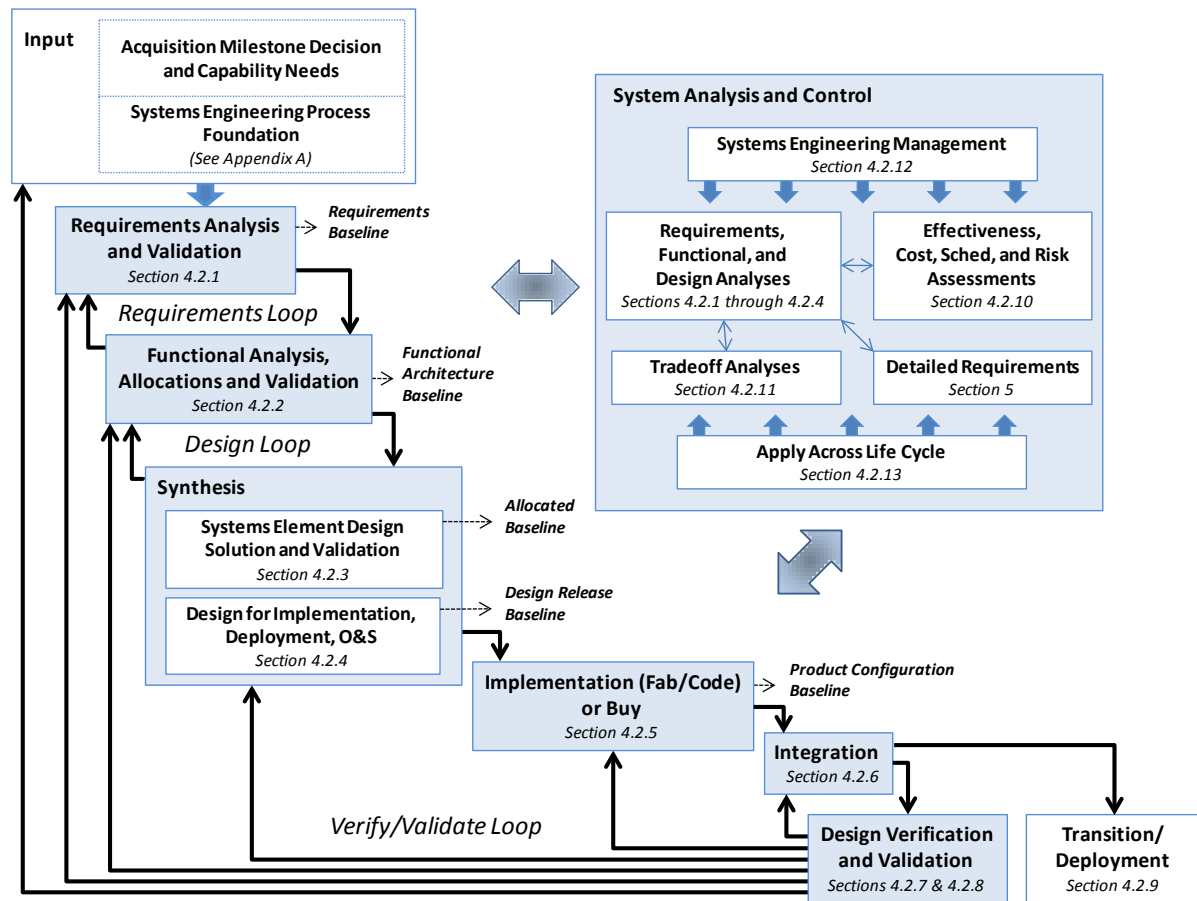 Input
Acquisition Milestone Decision
and Capability Needs
Systems Engineering Process
Foundation
(See Appendix A)
Requirements Analysis
and Validation
Section 4.2.1
Requirements
Baseline
Requirements Loop
Functional Analysis,
Allocations and Validation
Section 4.2.2
Functional
Architecture
Baseline
Design Loop
Synthesis
Systems Element Design
Solution and Validation
Section 4.2.3
Allocated
Baseline
Design for Implementation,
Deployment, O&S
Section 4.2.4
Design Release
Baseline
Implementation (Fab/Code)
or Buy
Section 4.2.5
Product Configuration
Baseline
Integration
Section 4.2.6
Verify/Validate Loop
Design Verification
and Validation
Sections 4.2.7 & 4.2.8
Transition/
Deployment
Section 4.2.9
System Analysis and Control
Systems Engineering Management
Section 4.2.12
Requirements,
Functional, and
Design Analyses
Sections 4.2.1 through 4.2.4
Effectiveness,
Cost, Sched, and Risk
Assessments
Section 4.2.10
Tradeoff Analyses
Section 4.2.11
Detailed Requirements
Section 5
Apply Across Life Cycle
Section 4.2.13